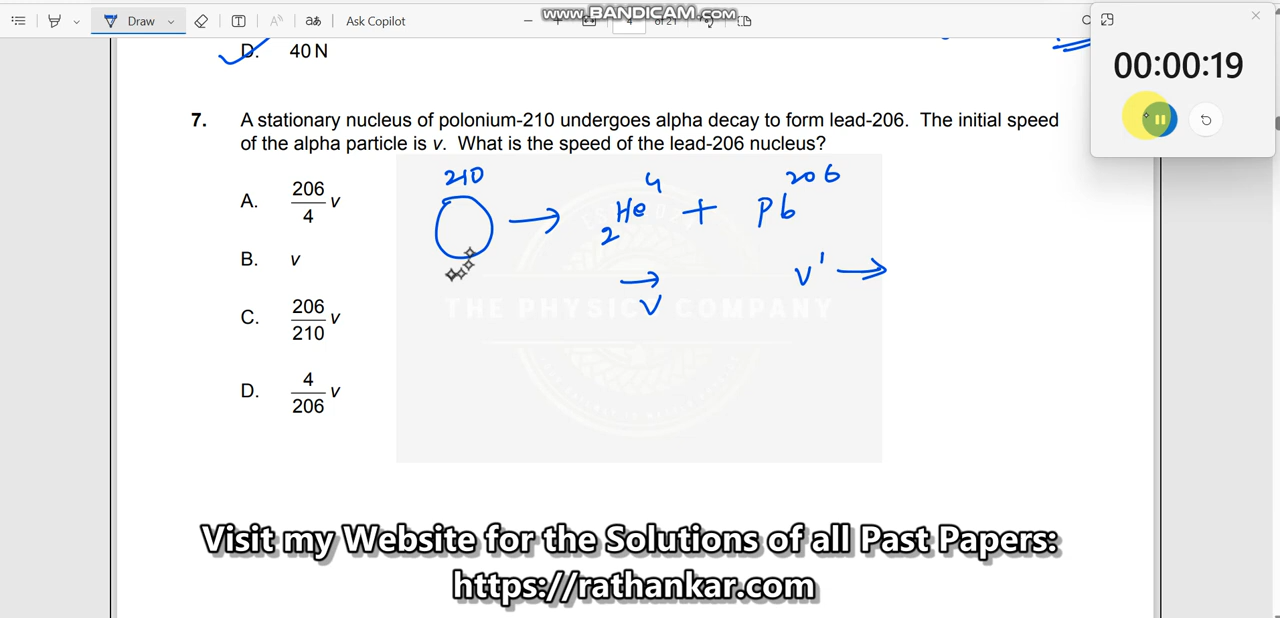 Draw
Ask Copilot
www.BANDICAM.com
of 21
00:00:19
D. 40 N
7. A stationary nucleus of polonium-210 undergoes alpha decay to form lead-206. The initial speed
of the alpha particle is v. What is the speed of the lead-206 nucleus?
210 4 206
He + Pb
2
v
v'
A. 206/4 v
B. v
C. 206/210 v
D. 4/206 v
THE PHYSICS COMPANY
Visit my Website for the Solutions of all Past Papers:
https://rathankar.com